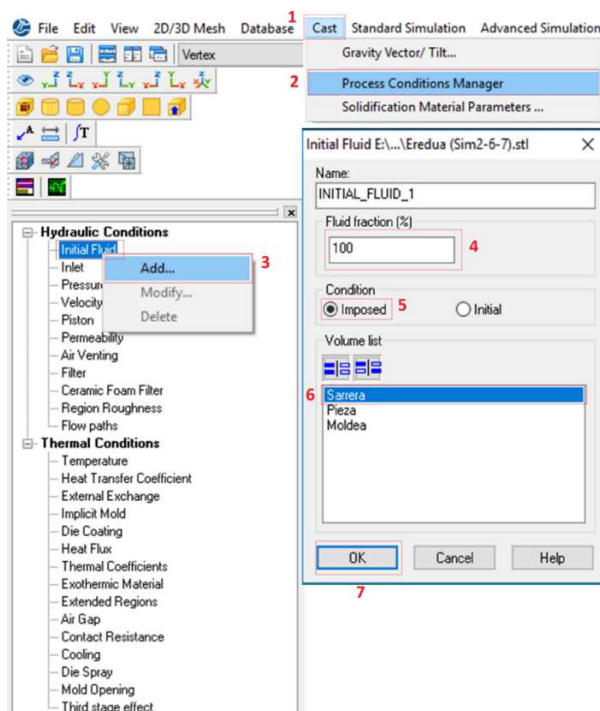 File Edit View 2D/3D Mesh Database 1 Cast Standard Simulation Advanced Simulation
Vertex
Gravity Vector/ Tilt...
2 Process Conditions Manager
Solidification Material Parameters ...
Initial Fluid E:\...\Eredua (Sim2-6-7).stl
Name:
INITIAL_FLUID_1
Fluid fraction (%)
100 4
Condition
Imposed 5 Initial
Volume list
6 Sarrera
Pieza
Moldea
OK Cancel Help
7
Hydraulic Conditions
Initial Fluid
Add... 3
Modify...
Delete
Inlet
Pressure
Velocity
Piston
Permeability
Air Venting
Filter
Ceramic Foam Filter
Region Roughness
Flow paths
Thermal Conditions
Temperature
Heat Transfer Coefficient
External Exchange
Implicit Mold
Die Coating
Heat Flux
Thermal Coefficients
Exothermic Material
Extended Regions
Air Gap
Contact Resistance
Cooling
Die Spray
Mold Opening
Third stage effect